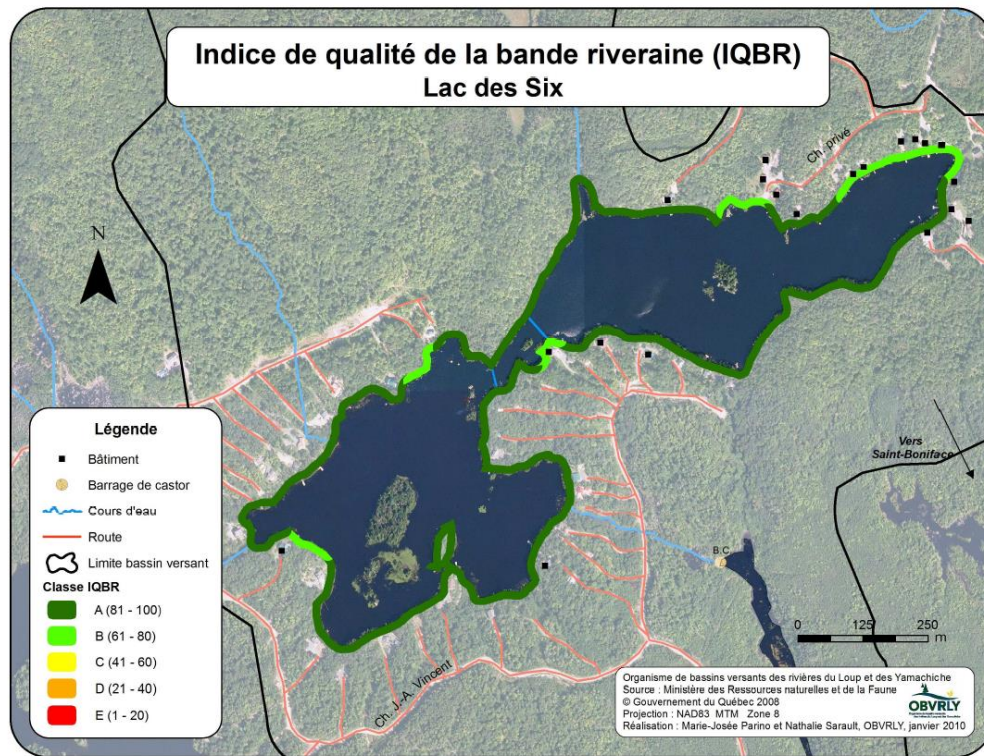 Indice de qualité de la bande riveraine (IQBR)
Lac des Six
Ch. privé
N
Vers
Saint-Boniface
B.C
Ch. J.-A. Vincent
Légende
Bâtiment
Barrage de castor
Cours d'eau
Route
Limite bassin versant
Classe IQBR
A (81 - 100)
B (61 - 80)
C (41 - 60)
D (21 - 40)
E (1 - 20)
0 125 250
m
Organisme de bassins versants des rivières du Loup et des Yamachiche
Source : Ministère des Ressources naturelles et de la Faune
© Gouvernement du Québec 2008
Projection : NAD83 MTM Zone 8
Réalisation : Marie-Josée Parino et Nathalie Sarault, OBVRLY, janvier 2010
OBVRLY